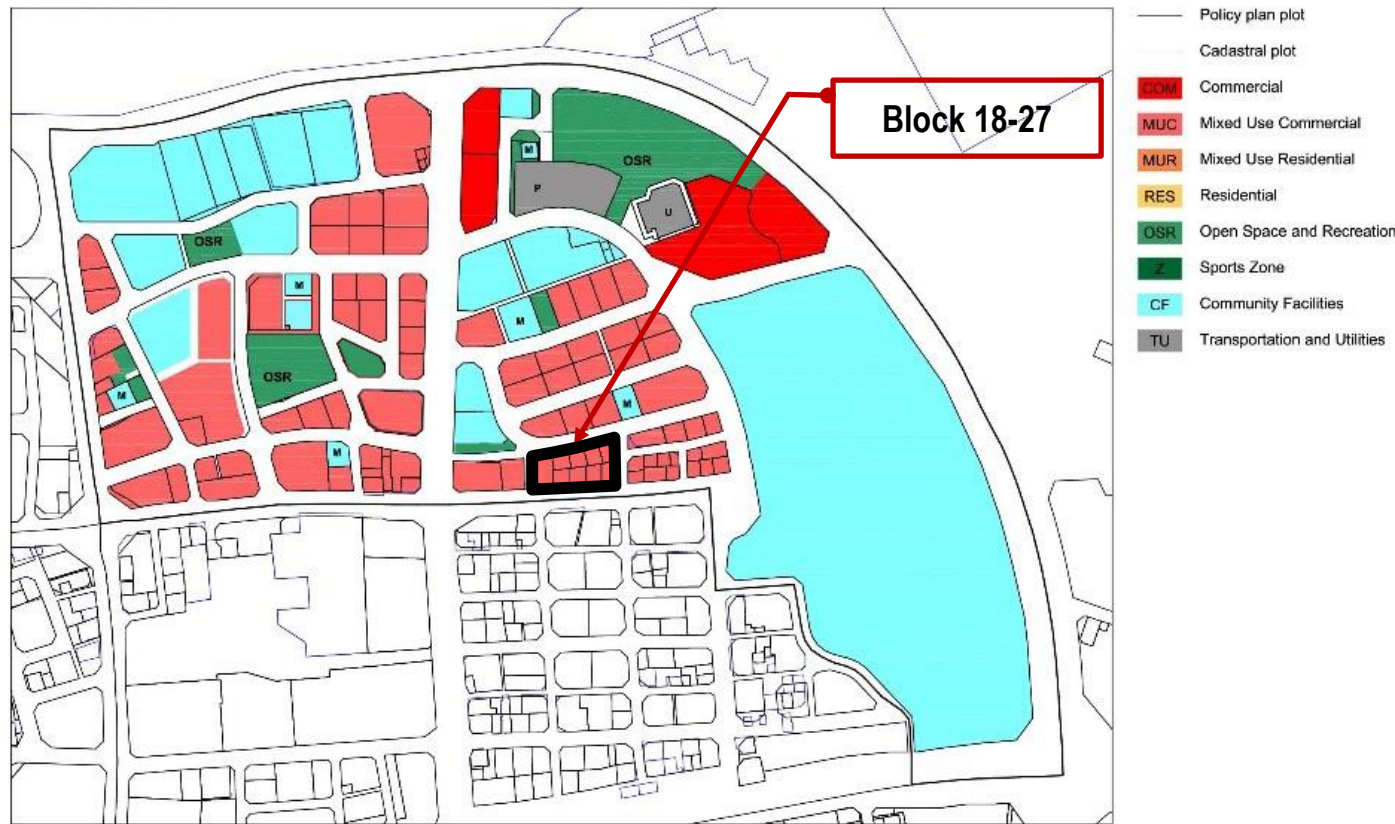 Policy plan plot
Cadastral plot
COM Commercial
MUC Mixed Use Commercial
MUR Mixed Use Residential
RES Residential
OSR Open Space and Recreation
Z Sports Zone
CF Community Facilities
TU Transportation and Utilities
Block 18-27
M
OSR
P
U
OSR
M
M
OSR
M
M
M